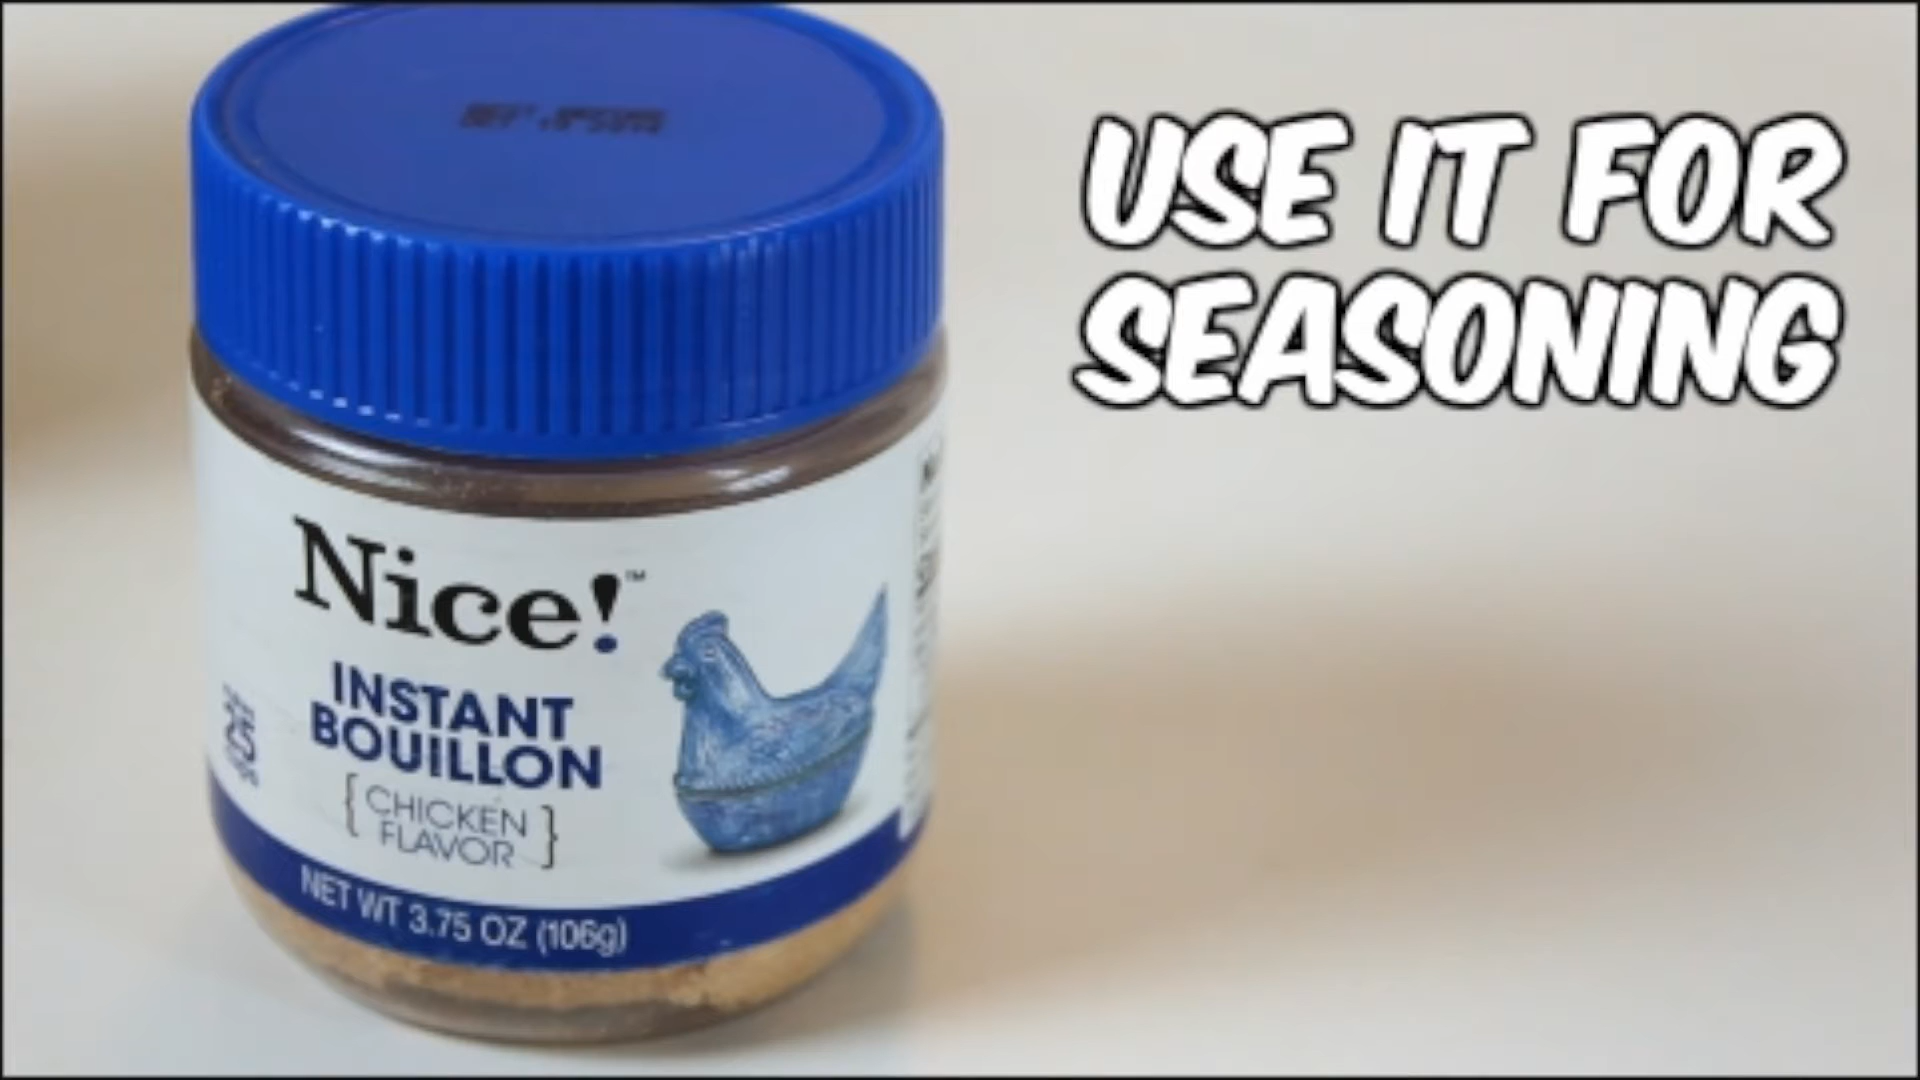 USE IT FOR
SEASONING
Nice!™
INSTANT
BOUILLON
{ CHICKEN
FLAVOR }
NET WT 3.75 OZ (106g)